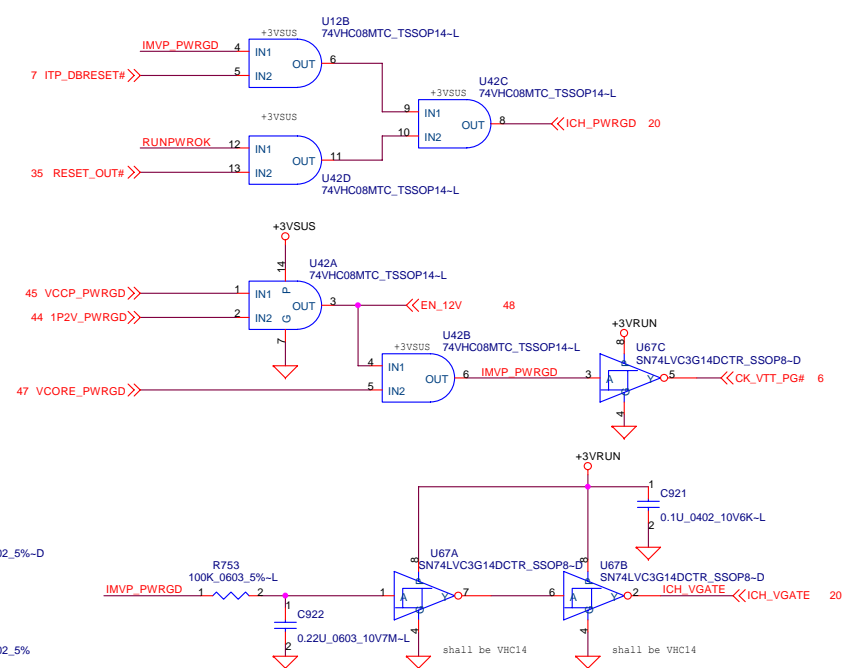 U12B
74VHC08MTC_TSSOP14~L
+3VSUS
IMVP_PWRGD 4 IN1
OUT 6
7 ITP_DBRESET# 5 IN2
U42C
74VHC08MTC_TSSOP14~L
+3VSUS
9 IN1
OUT 8 ICH_PWRGD 20
10 IN2
+3VSUS
RUNPWROK 12 IN1
OUT 11
35 RESET_OUT# 13 IN2
U42D
74VHC08MTC_TSSOP14~L
+3VSUS
14
U42A
74VHC08MTC_TSSOP14~L
45 VCCP_PWRGD 1 IN1 P
OUT 3 EN_12V 48
44 1P2V_PWRGD 2 IN2 G
7
U42B
74VHC08MTC_TSSOP14~L
+3VSUS
4 IN1
OUT 6 IMVP_PWRGD
47 VCORE_PWRGD 5 IN2
+3VRUN
8
U67C
SN74LVC3G14DCTR_SSOP8~D
3 A P Y 5 CK_VTT_PG# 6
G
4
+3VRUN
1
C921
0.1U_0402_10V6K~L
2
02_5%~D
R753
100K_0603_5%~L
IMVP_PWRGD 1 2
1
C922
0.22U_0603_10V7M~L
2
8
U67A
SN74LVC3G14DCTR_SSOP8~D
1 A P Y 7
G
4
shall be VHC14
8
U67B
SN74LVC3G14DCTR_SSOP8~D
6 A P Y 2 ICH_VGATE ICH_VGATE 20
G
4
shall be VHC14
02_5%